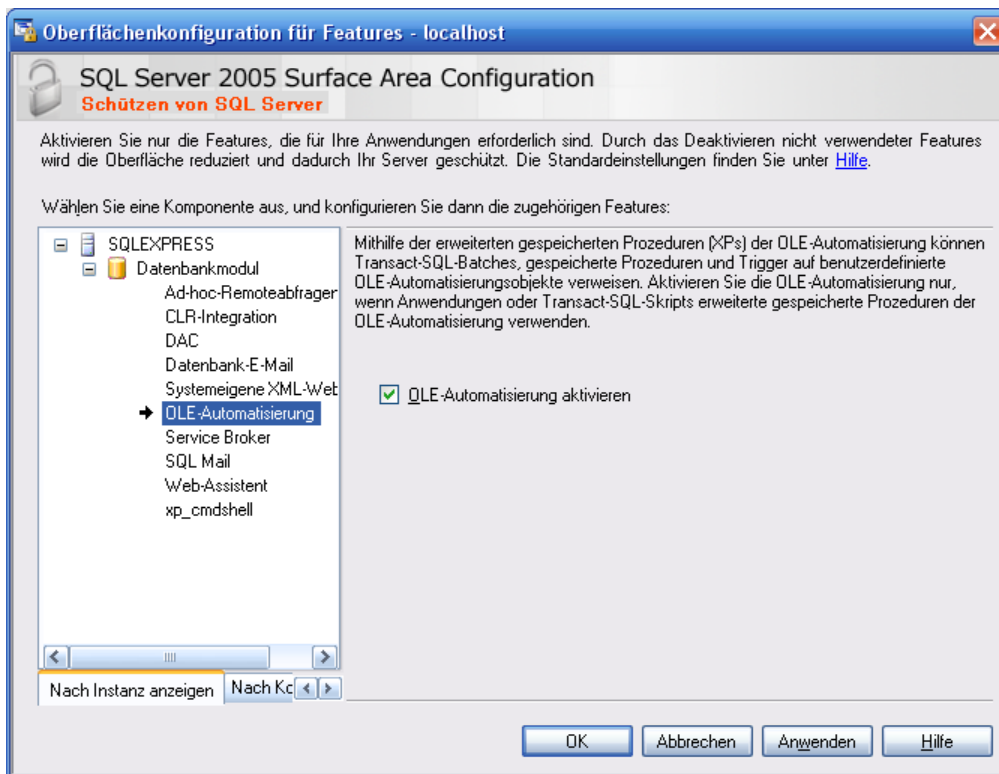 Oberflächenkonfiguration für Features - localhost
SQL Server 2005 Surface Area Configuration
Schützen von SQL Server
Aktivieren Sie nur die Features, die für Ihre Anwendungen erforderlich sind. Durch das Deaktivieren nicht verwendeter Features
wird die Oberfläche reduziert und dadurch Ihr Server geschützt. Die Standardeinstellungen finden Sie unter Hilfe.
Wählen Sie eine Komponente aus, und konfigurieren Sie dann die zugehörigen Features:
SQLEXPRESS
Datenbankmodul
Ad-hoc-Remoteabfrager
CLR-Integration
DAC
Datenbank-E-Mail
Systemeigene XML-Web
OLE-Automatisierung
Service Broker
SQL Mail
Web-Assistent
xp_cmdshell
Nach Instanz anzeigen
Nach Kc
Mithilfe der erweiterten gespeicherten Prozeduren (XPs) der OLE-Automatisierung können
Transact-SQL-Batches, gespeicherte Prozeduren und Trigger auf benutzerdefinierte
OLE-Automatisierungsobjekte verweisen. Aktivieren Sie die OLE-Automatisierung nur,
wenn Anwendungen oder Transact-SQL-Skripts erweiterte gespeicherte Prozeduren der
OLE-Automatisierung verwenden.
OLE-Automatisierung aktivieren
OK
Abbrechen
Anwenden
Hilfe